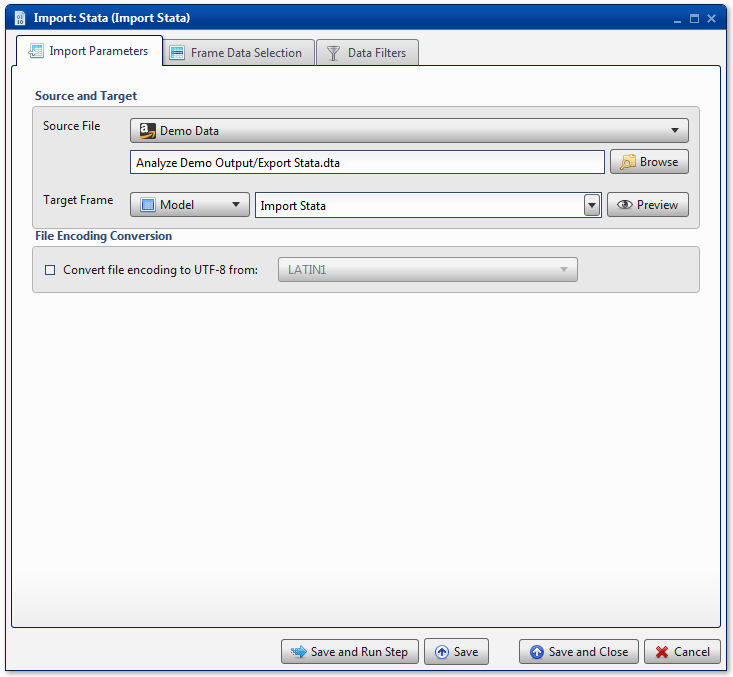 Import: Stata (Import Stata)
Import Parameters Frame Data Selection Data Filters
Source and Target
Source File Demo Data
Analyze Demo Output/Export Stata.dta Browse
Target Frame Model Import Stata Preview
File Encoding Conversion
Convert file encoding to UTF-8 from: LATIN1
Save and Run Step Save Save and Close Cancel